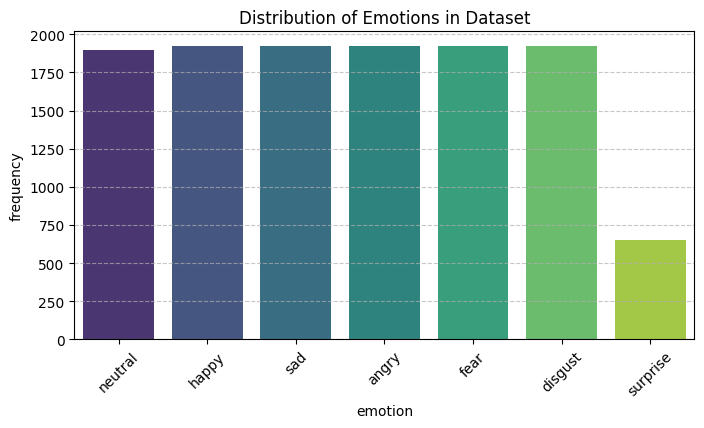 Distribution of Emotions in Dataset
2000
1750
1500
1250
1000
750
500
250
0
frequency
neutral
happy
sad
angry
fear
disgust
surprise
emotion